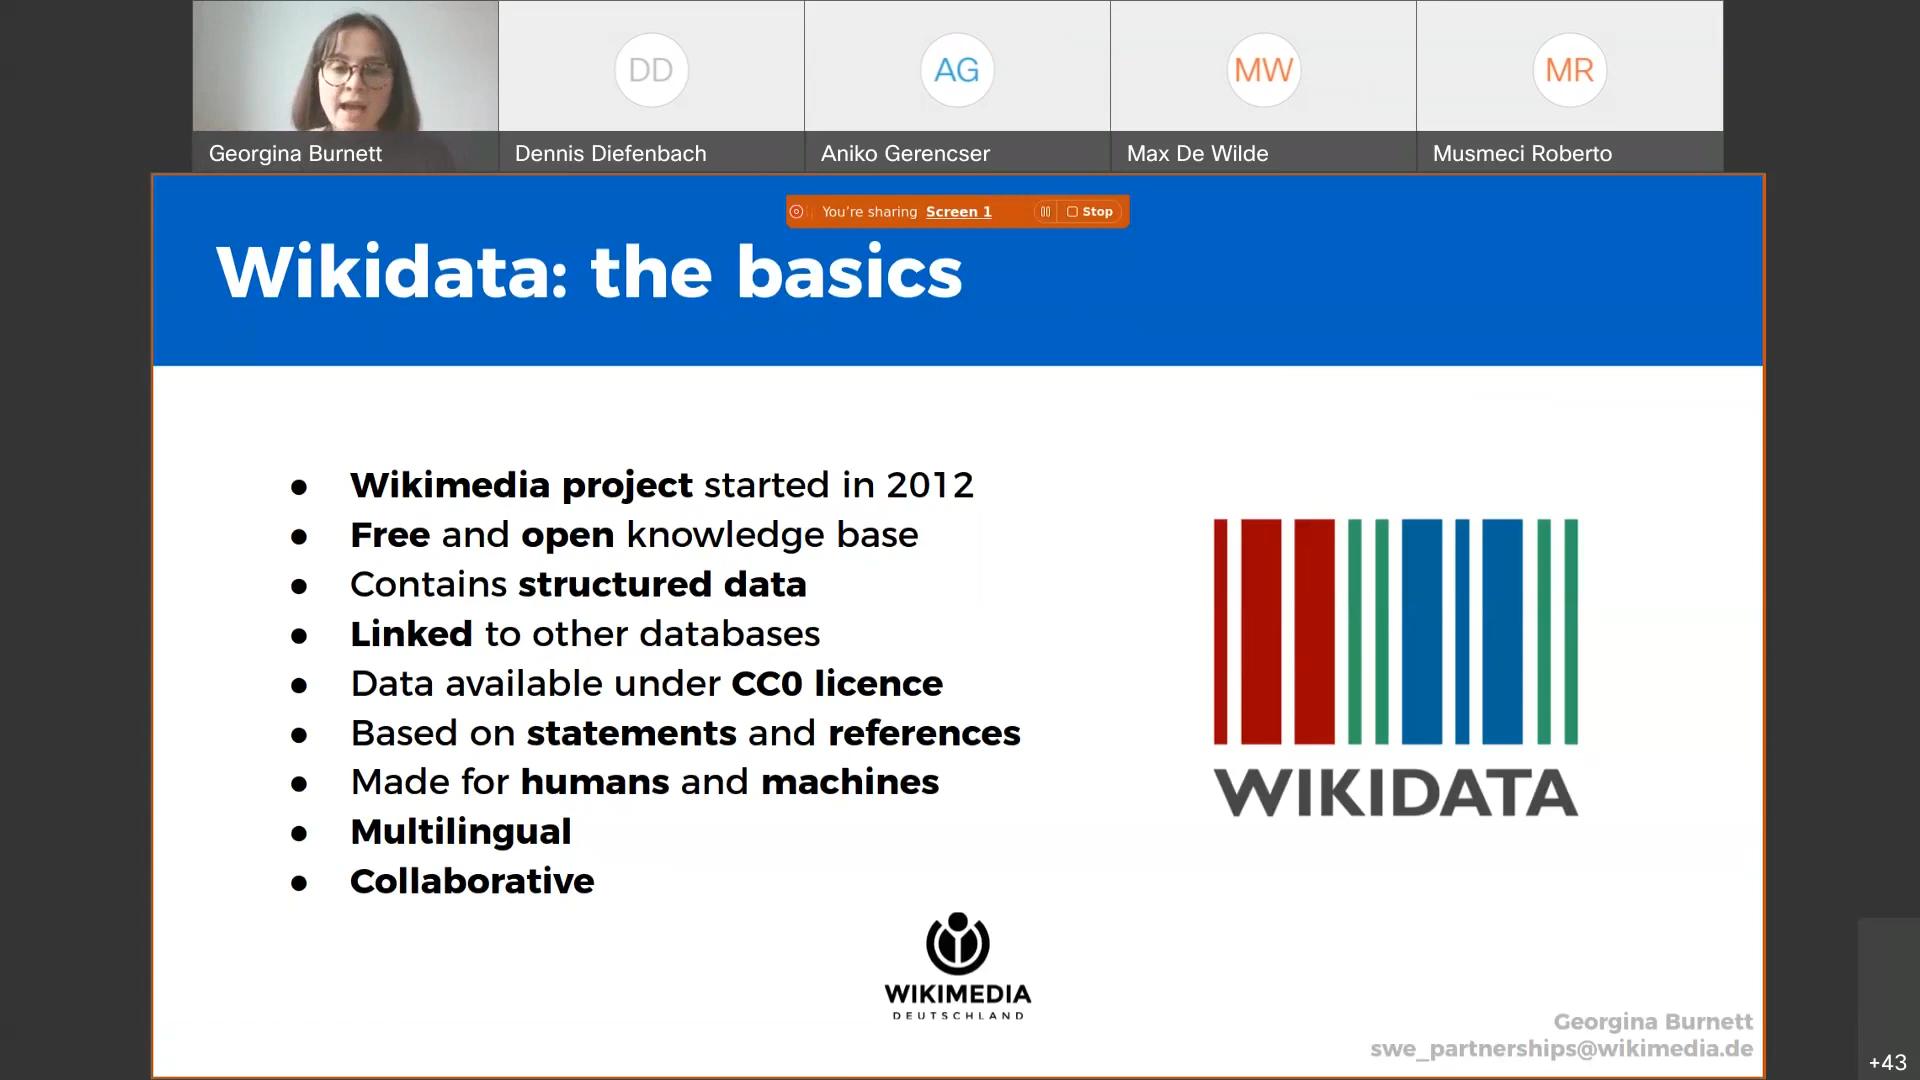 DD
AG
MW
MR
Georgina Burnett
Dennis Diefenbach
Aniko Gerencser
Max De Wilde
Musmeci Roberto
You're sharing Screen 1
Stop
Wikidata: the basics
● Wikimedia project started in 2012
● Free and open knowledge base
● Contains structured data
● Linked to other databases
● Data available under CC0 licence
● Based on statements and references
● Made for humans and machines
● Multilingual
● Collaborative
WIKIDATA
WIKIMEDIA
DEUTSCHLAND
Georgina Burnett
swe_partnerships@wikimedia.de
+43